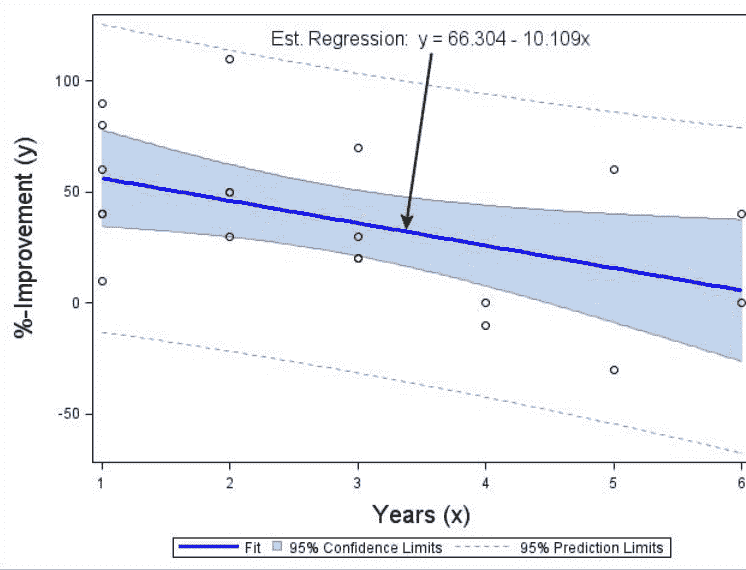 Est. Regression: y = 66.304 - 10.109x
100
50
0
-50
%-Improvement (y)
1 2 3 4 5 6
Years (x)
Fit 95% Confidence Limits 95% Prediction Limits